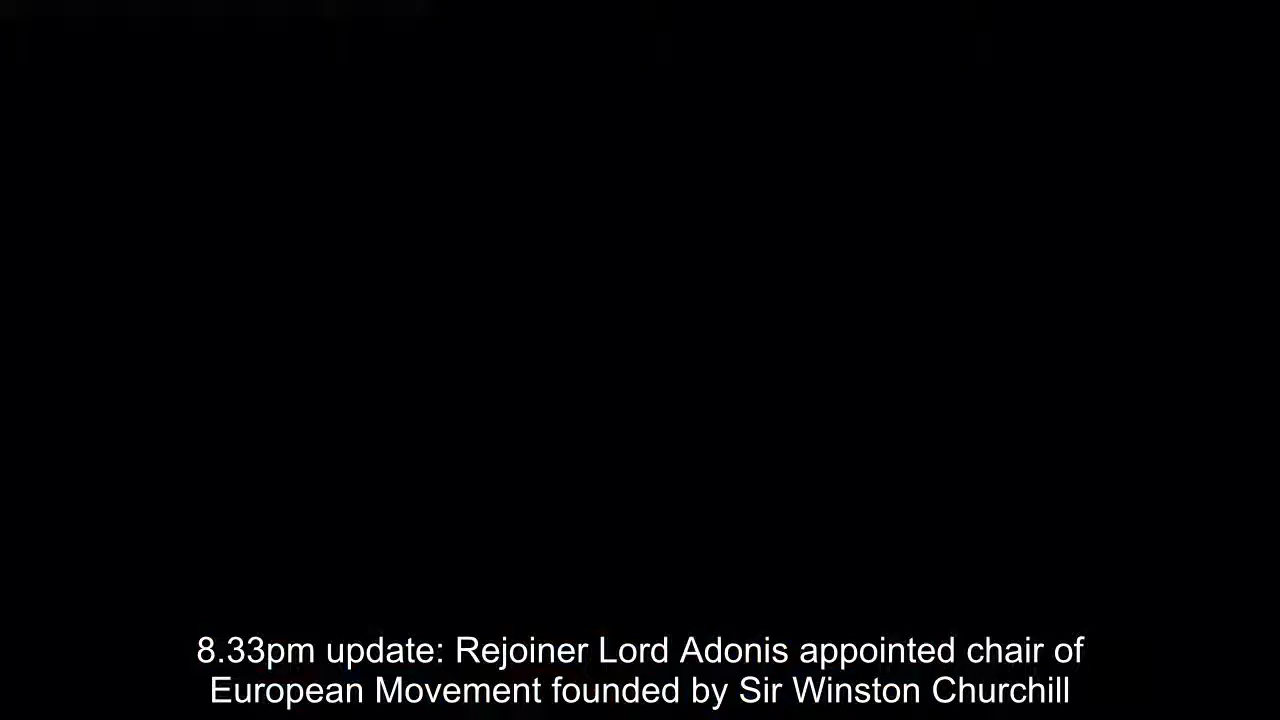 8.33pm update: Rejoiner Lord Adonis appointed chair of
European Movement founded by Sir Winston Churchill